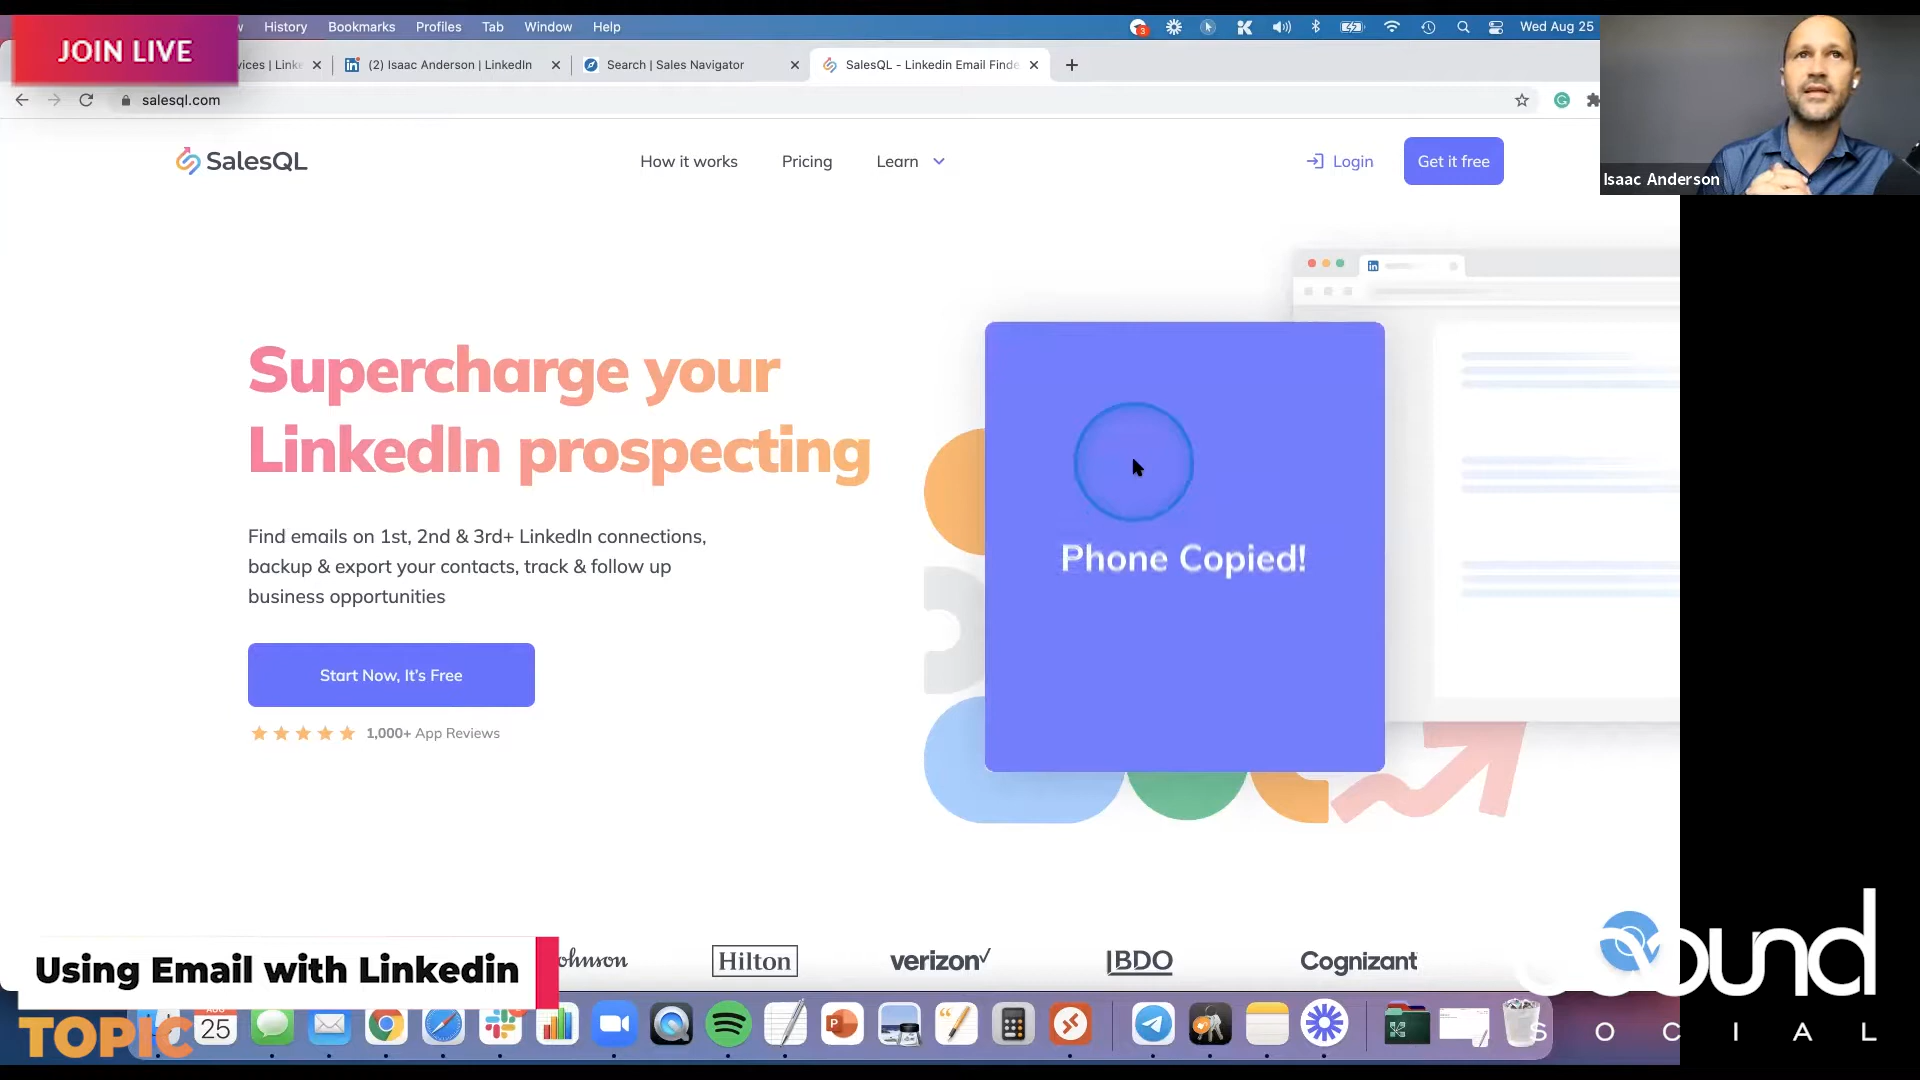 JOIN LIVE
History Bookmarks Profiles Tab Window Help
3
Wed Aug 25
(2) Isaac Anderson | LinkedIn
Search | Sales Navigator
SalesQL - Linkedin Email Finde
salesql.com
SalesQL
How it works
Pricing
Learn
Login
Get it free
Isaac Anderson
Supercharge your
LinkedIn prospecting
Find emails on 1st, 2nd & 3rd+ LinkedIn connections,
backup & export your contacts, track & follow up
business opportunities
Start Now, It's Free
1,000+ App Reviews
Phone Copied!
Using Email with Linkedin
Hilton
verizon✓
IBDO
Cognizant
TOPIC
25
SOCIAL